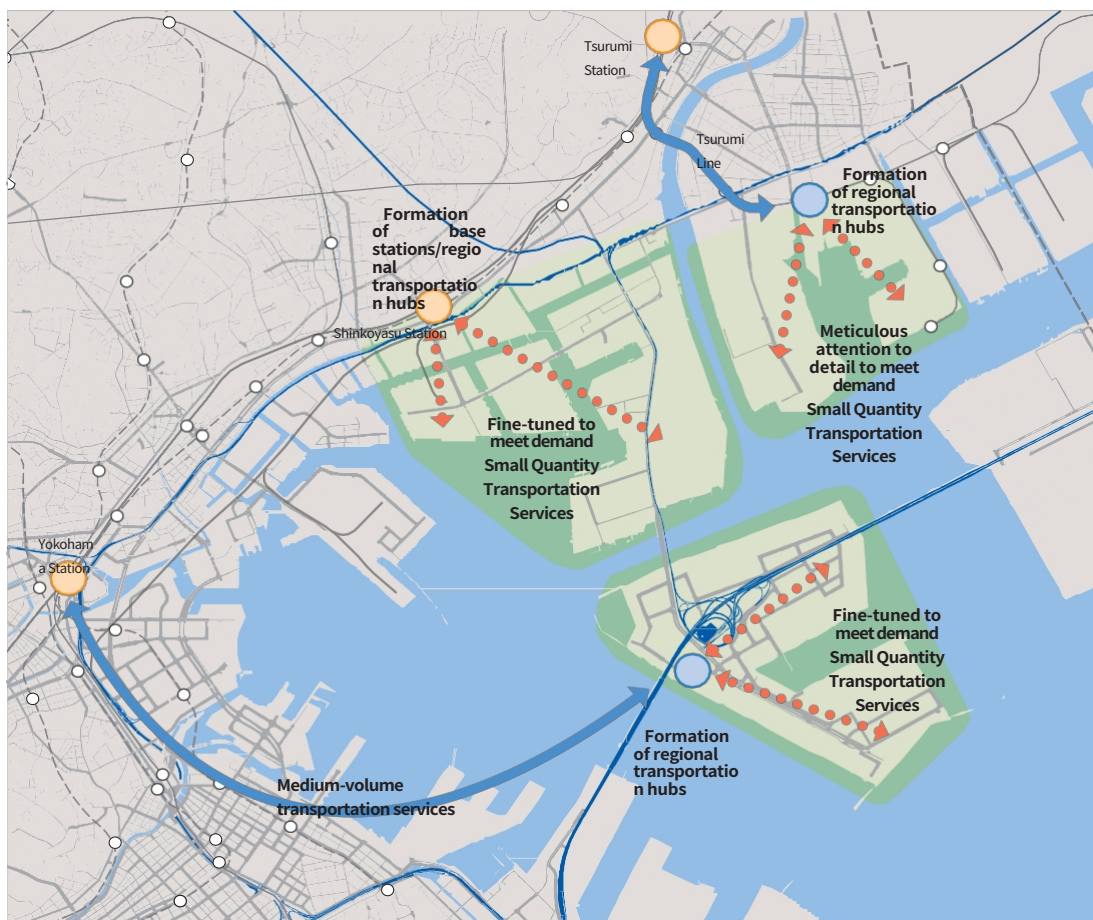 Tsurumi
Station
Tsurumi
Line
Formation
of regional
transportatio
n hubs
Formation
of base
stations/regio
nal
transportatio
n hubs
Shinkoyasu Station
Meticulous
attention to
detail to meet
demand
Small Quantity
Transportation
Services
Fine-tuned to
meet demand
Small Quantity
Transportation
Services
Yokoham
a Station
Fine-tuned to
meet demand
Small Quantity
Transportation
Services
Formation
of regional
transportatio
n hubs
Medium-volume
transportation services